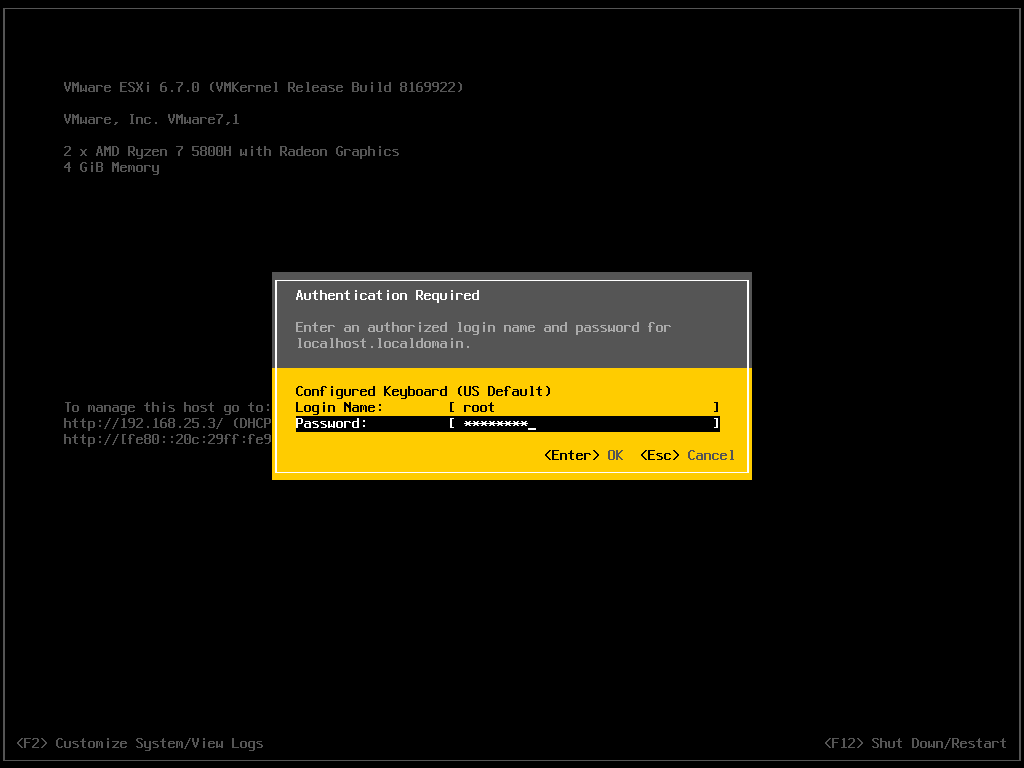 VMware ESXi 6.7.0 (VMKernel Release Build 8169922)
VMware, Inc. VMware7,1
2 x AMD Ryzen 7 5800H with Radeon Graphics
4 GiB Memory
Authentication Required
Enter an authorized login name and password for
localhost.localdomain.
Configured Keyboard (US Default)
Login Name: [ root ]
Password: [ ********_ ]
<Enter> OK <Esc> Cancel
To manage this host go to:
http://192.168.25.3/ (DHCP
http://[fe80::20c:29ff:fe9
<F2> Customize System/View Logs
<F12> Shut Down/Restart